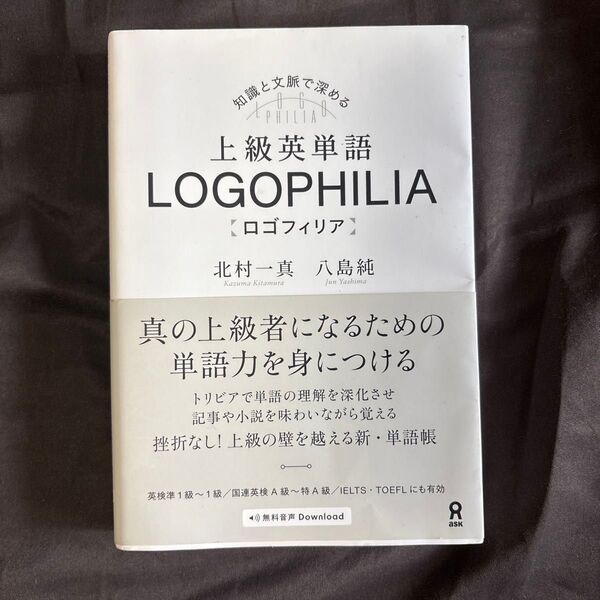 知識と文脈で深める
LOGO
PHILIA
上級英単語
LOGOPHILIA
【ロゴフィリア】
北村一真 八島純
Kazuma Kitamura Jun Yashima
真の上級者になるための
単語力を身につける
トリビアで単語の理解を深化させ
記事や小説を味わいながら覚える
挫折なし!上級の壁を越える新・単語帳
英検準1級～1級/国連英検A級～特A級/IELTS・TOEFLにも有効
無料音声 Download
ask